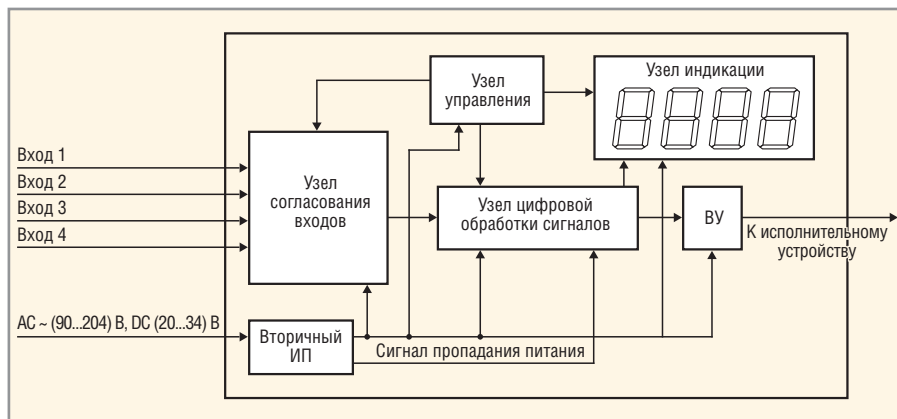 Узел
управления
Узел индикации
8888
Вход 1
Вход 2
Вход 3
Вход 4
Узел
согласования
входов
Узел цифровой
обработки сигналов
ВУ
К исполнительному
устройству
AC ~ (90...204) В, DC (20...34) В
Вторичный
ИП
Сигнал пропадания питания